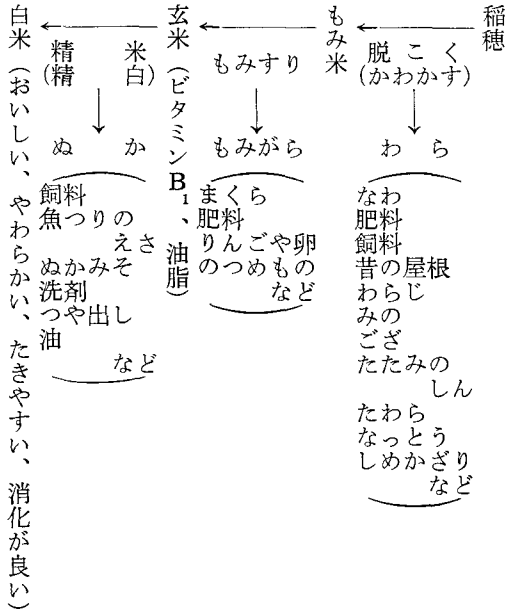 稲穂
脱こく
(かわかす)
わら
なわ
肥料
飼料
昔の屋根
わらじ
みの
ござ
たたみの
しん
たわら
なっとう
しめかざり
など
もみ米
もみすり
もみがら
まくら
肥料
りんごや卵
のつめもの
など
玄米（ビタミンB₁、油脂）
精米
(精白)
ぬか
飼料
魚つりの
えさ
ぬかみそ
洗剤
つや出し
油
など
白米（おいしい、やわらかい、たきやすい、消化が良い）